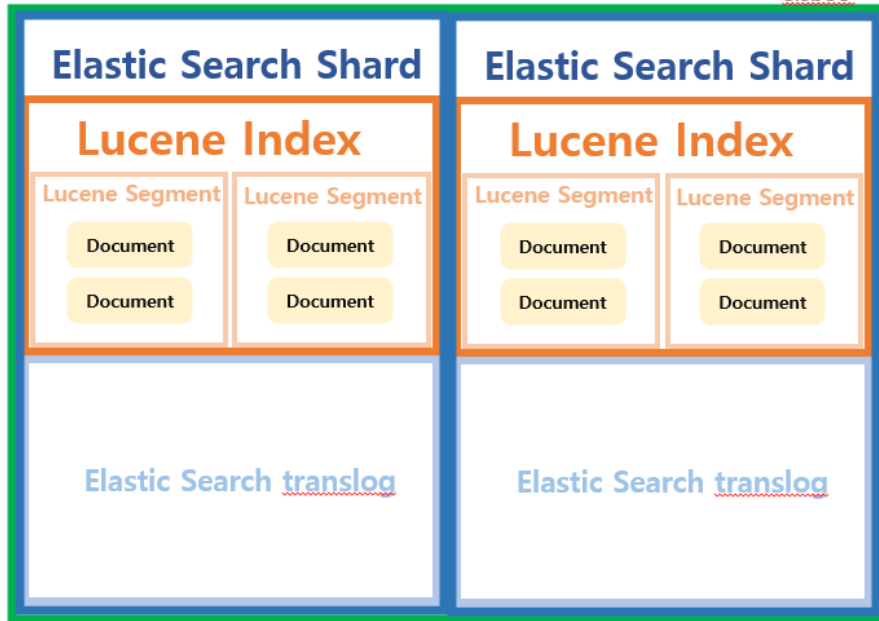 Elastic Search Shard
Lucene Index
Lucene Segment
Lucene Segment
Document
Document
Document
Document
Elastic Search translog
Elastic Search Shard
Lucene Index
Lucene Segment
Lucene Segment
Document
Document
Document
Document
Elastic Search translog